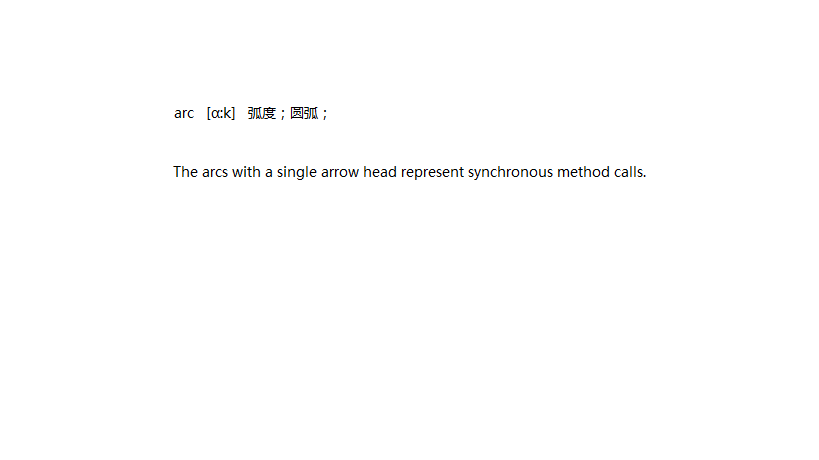 arc [ɑ:k] 弧度；圆弧；
The arcs with a single arrow head represent synchronous method calls.